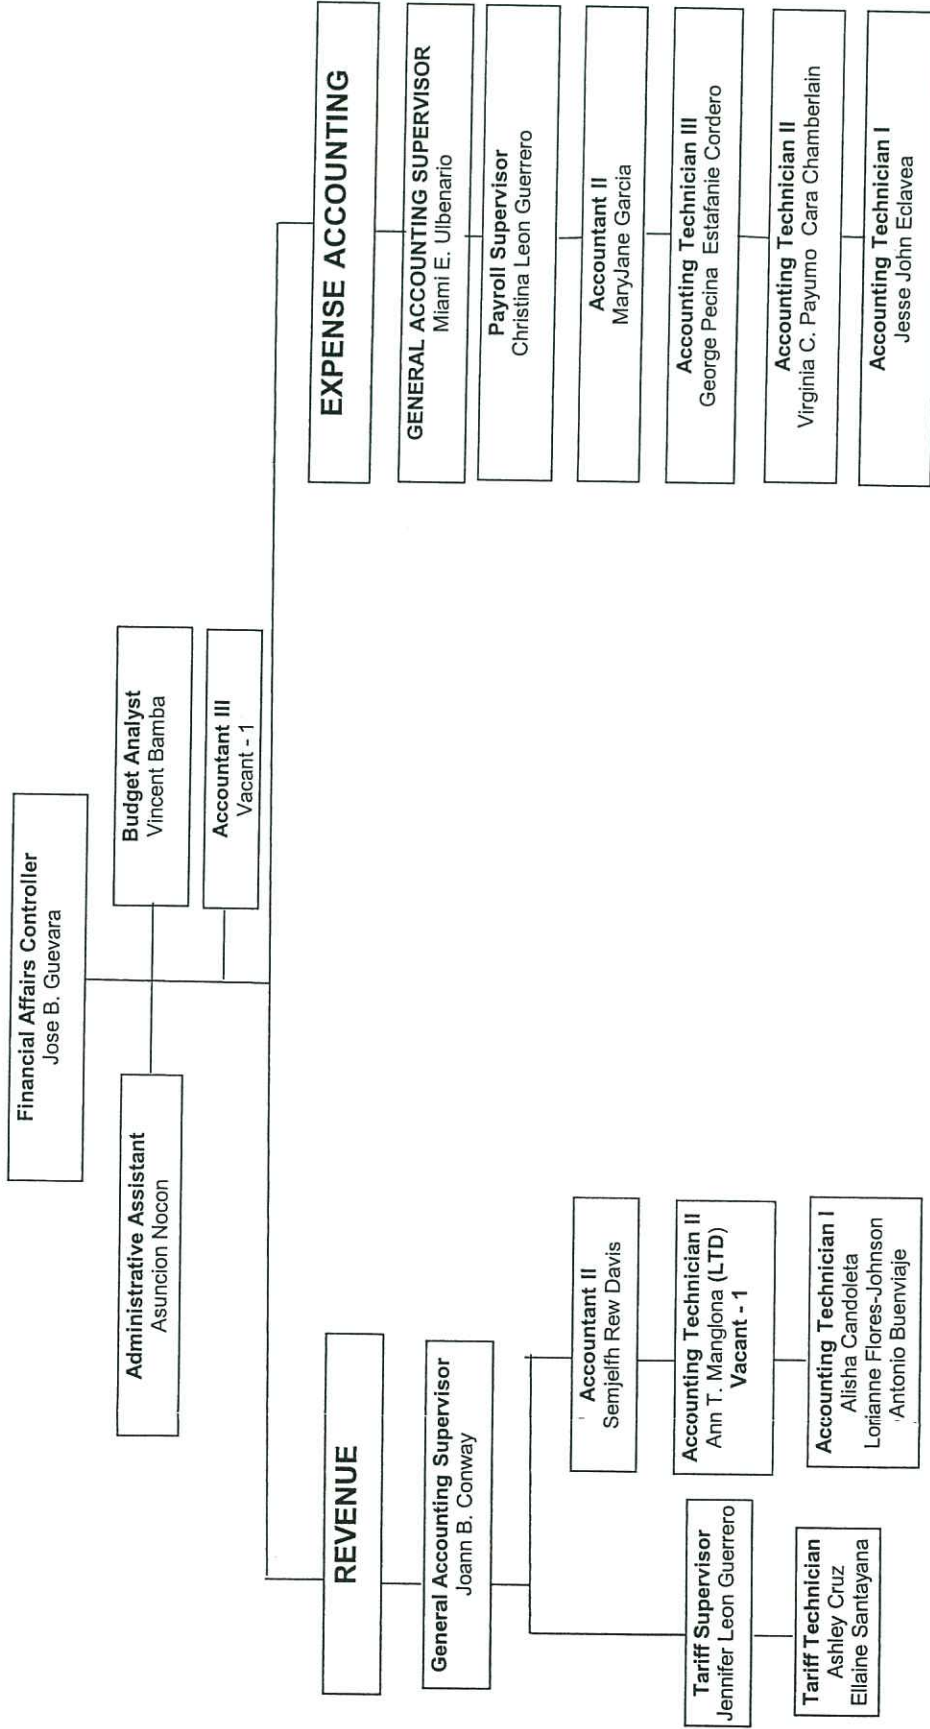 Financial Affairs Controller
Jose B. Guevara
Administrative Assistant
Asuncion Nocon
Budget Analyst
Vincent Bamba
Accountant III
Vacant - 1
REVENUE
General Accounting Supervisor
Joann B. Conway
Tariff Supervisor
Jennifer Leon Guerrero
Tariff Technician
Ashley Cruz
Ellaine Santayana
Accountant II
Semjelfh Rew Davis
Accounting Technician II
Ann T. Manglona (LTD)
Vacant - 1
Accounting Technician I
Alisha Candoleta
Lorianne Flores-Johnson
Antonio Buenviaje
EXPENSE ACCOUNTING
GENERAL ACCOUNTING SUPERVISOR
Miami E. Ulbenario
Payroll Supervisor
Christina Leon Guerrero
Accountant II
MaryJane Garcia
Accounting Technician III
George Pecina Estafanie Cordero
Accounting Technician II
Virginia C. Payumo Cara Chamberlain
Accounting Technician I
Jesse John Eclavea